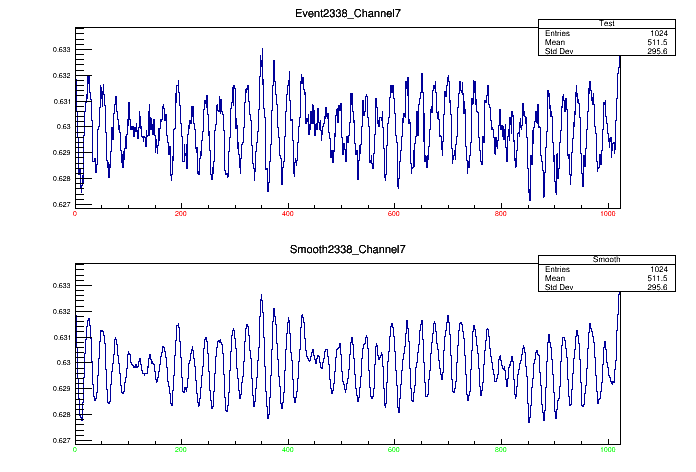 Event2338_Channel7
Test
Entries 1024
Mean 511.5
Std Dev 295.6
0.633
0.632
0.631
0.63
0.629
0.628
0.627
0 200 400 600 800 1000
Smooth2338_Channel7
Smooth
Entries 1024
Mean 511.5
Std Dev 295.6
0.633
0.632
0.631
0.63
0.629
0.628
0.627
0 200 400 600 800 1000